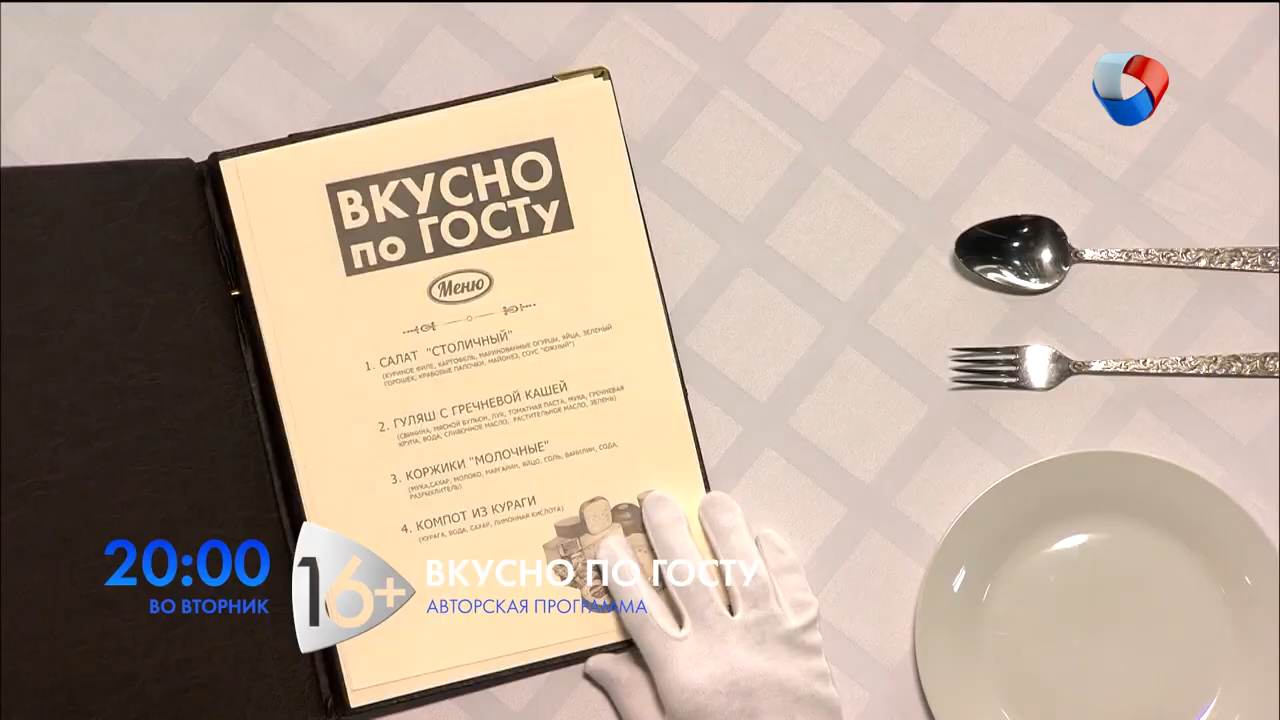 ВКУСНО
по ГОСТу
Меню
1. САЛАТ "СТОЛИЧНЫЙ"
(КУРИНОЕ ФИЛЕ, КАРТОФЕЛЬ, МАРИНОВАННЫЕ ОГУРЦЫ, ЯЙЦА, ЗЕЛЕНЫЙ
ГОРОШЕК, КРАБОВЫЕ ПАЛОЧКИ, МАЙОНЕЗ, СОУС "ЮЖНЫЙ")
2. ГУЛЯШ С ГРЕЧНЕВОЙ КАШЕЙ
(СВИНИНА, МЯСНОЙ БУЛЬОН, ЛУК, ТОМАТНАЯ ПАСТА, МУКА, ГРЕЧНЕВАЯ
КРУПА, ВОДА, СЛИВОЧНОЕ МАСЛО, РАСТИТЕЛЬНОЕ МАСЛО, ЗЕЛЕНЬ)
3. КОРЖИКИ "МОЛОЧНЫЕ"
(МУКА,САХАР, МОЛОКО, МАРГАРИН, ЯЙЦО, СОЛЬ, ВАНИЛИН, СОДА,
РАЗРЫХЛИТЕЛЬ)
4. КОМПОТ ИЗ КУРАГИ
(КУРАГА, ВОДА, САХАР, ЛИМОННАЯ КИСЛОТА)
20:00
ВО ВТОРНИК
16+
ВКУСНО ПО ГОСТУ
АВТОРСКАЯ ПРОГРАММА